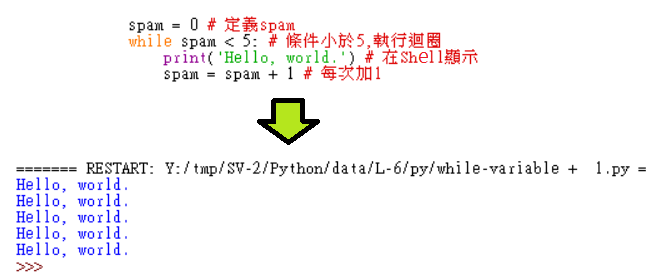 spam = 0 # 定義spam
while spam < 5: # 條件小於5,執行迴圈
print('Hello, world.') # 在Shell顯示
spam = spam + 1 # 每次加1
======= RESTART: Y:/tmp/SV-2/Python/data/L-6/py/while-variable + 1.py =
Hello, world.
Hello, world.
Hello, world.
Hello, world.
Hello, world.
>>>